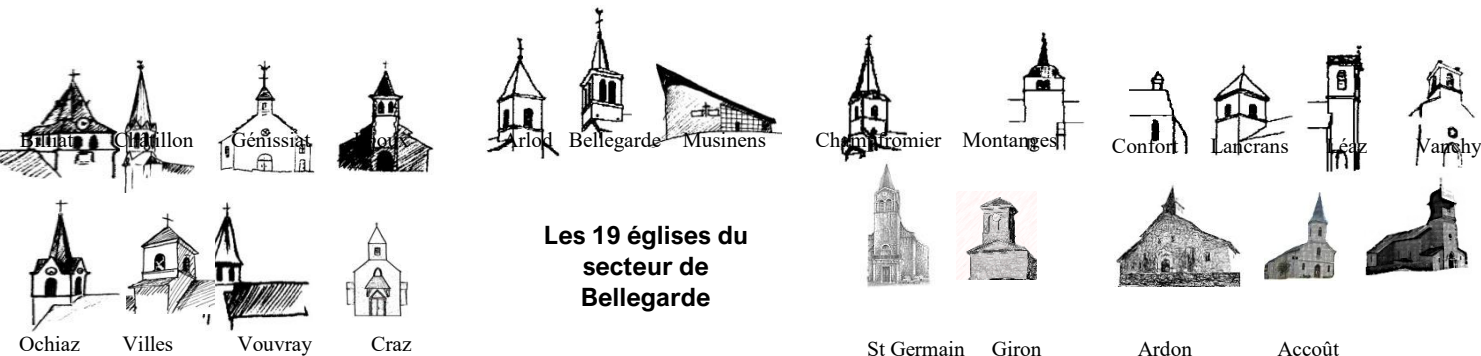 Billiat Châtillon Génissiat Injoux Arlod Bellegarde Musinens Champfromier Montanges Confort Lancrans Léaz Vanchy
Les 19 églises du
secteur de
Bellegarde
Ochiaz Villes Vouvray Craz St Germain Giron Ardon Accoût